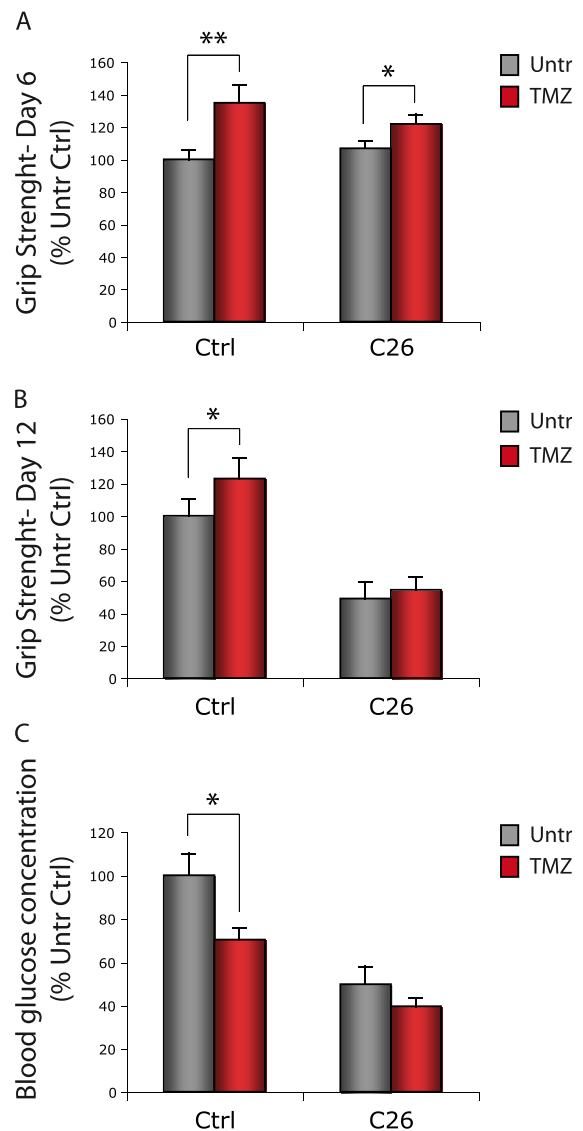 A
Grip Strenght- Day 6
(% Untr Ctrl)
160
140
120
100
80
60
40
20
0
**
*
Untr
TMZ
Ctrl
C26
B
Grip Strenght- Day 12
(% Untr Ctrl)
160
140
120
100
80
60
40
20
0
*
Untr
TMZ
Ctrl
C26
C
Blood glucose concentration
(% Untr Ctrl)
120
100
80
60
40
20
0
*
Untr
TMZ
Ctrl
C26